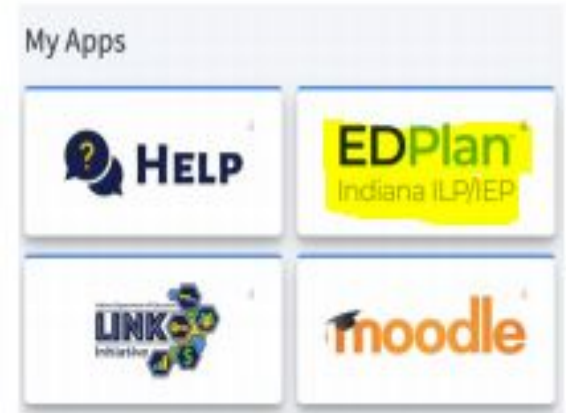 My Apps
? HELP
EDPlan
Indiana ILP/IEP
LINK
Initiative
$
moodle